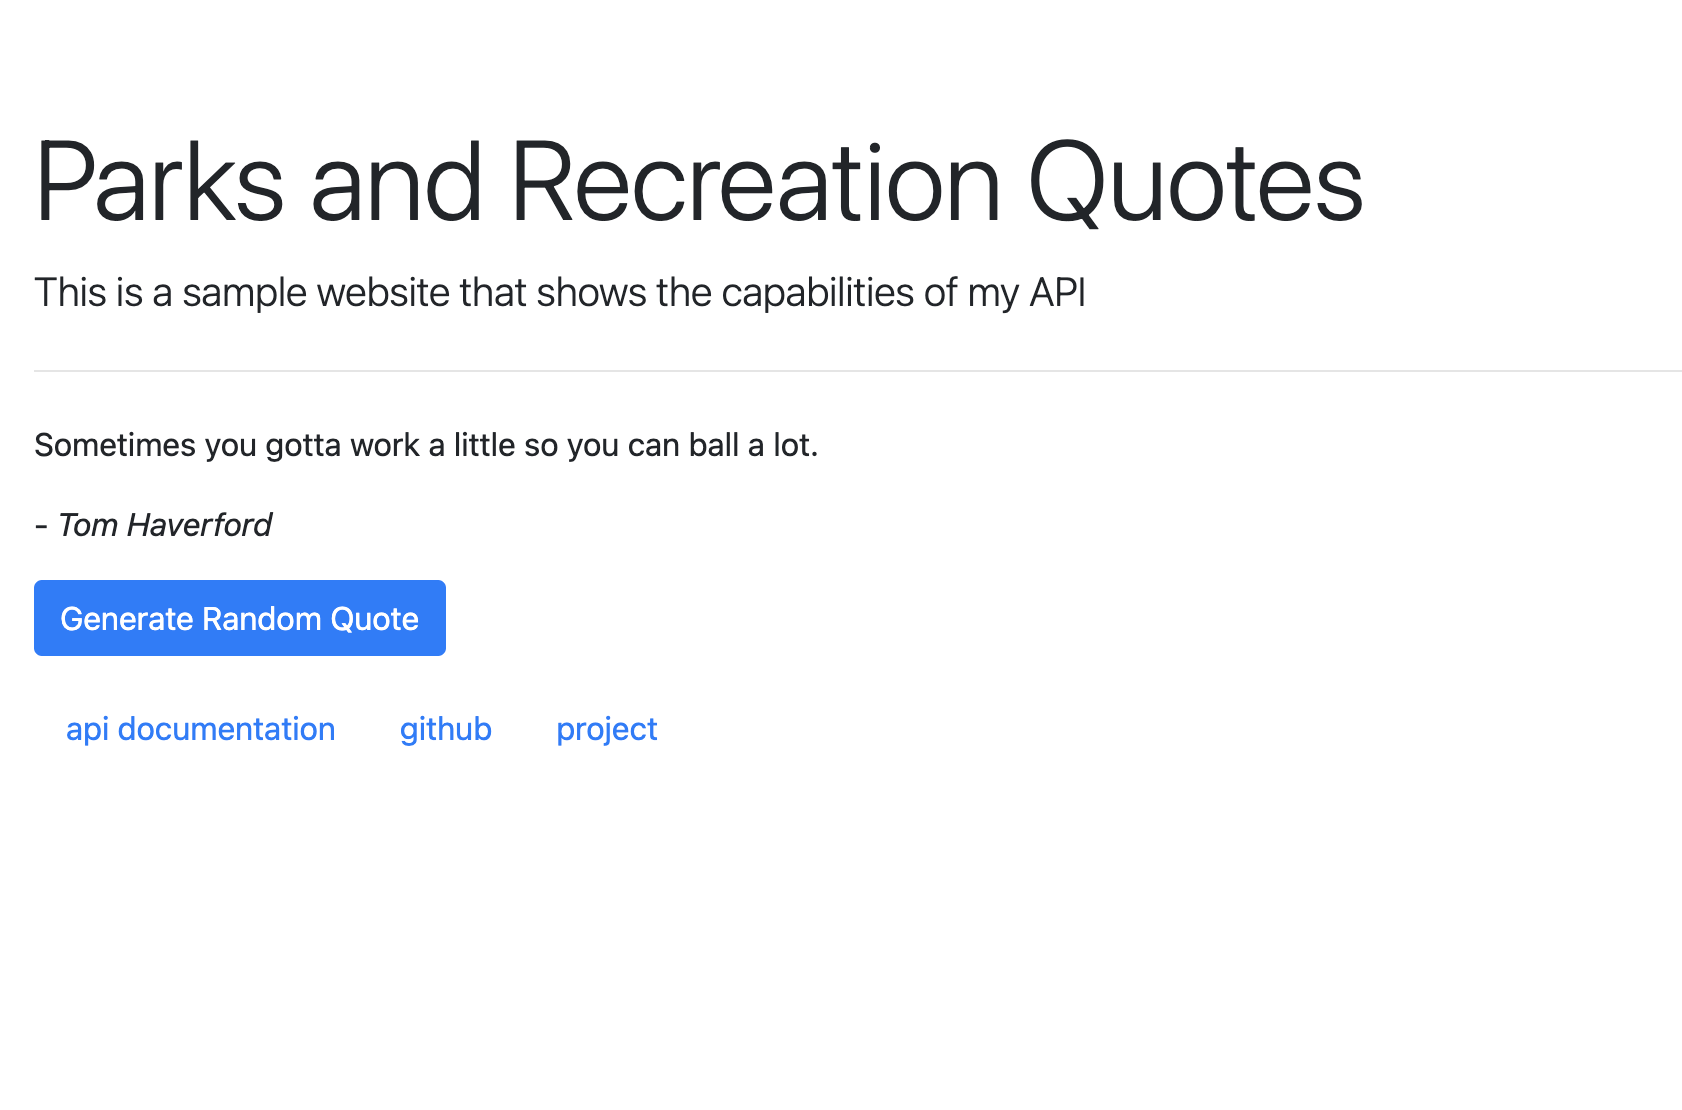 Parks and Recreation Quotes
This is a sample website that shows the capabilities of my API
Sometimes you gotta work a little so you can ball a lot.
- Tom Haverford
Generate Random Quote
api documentation github project